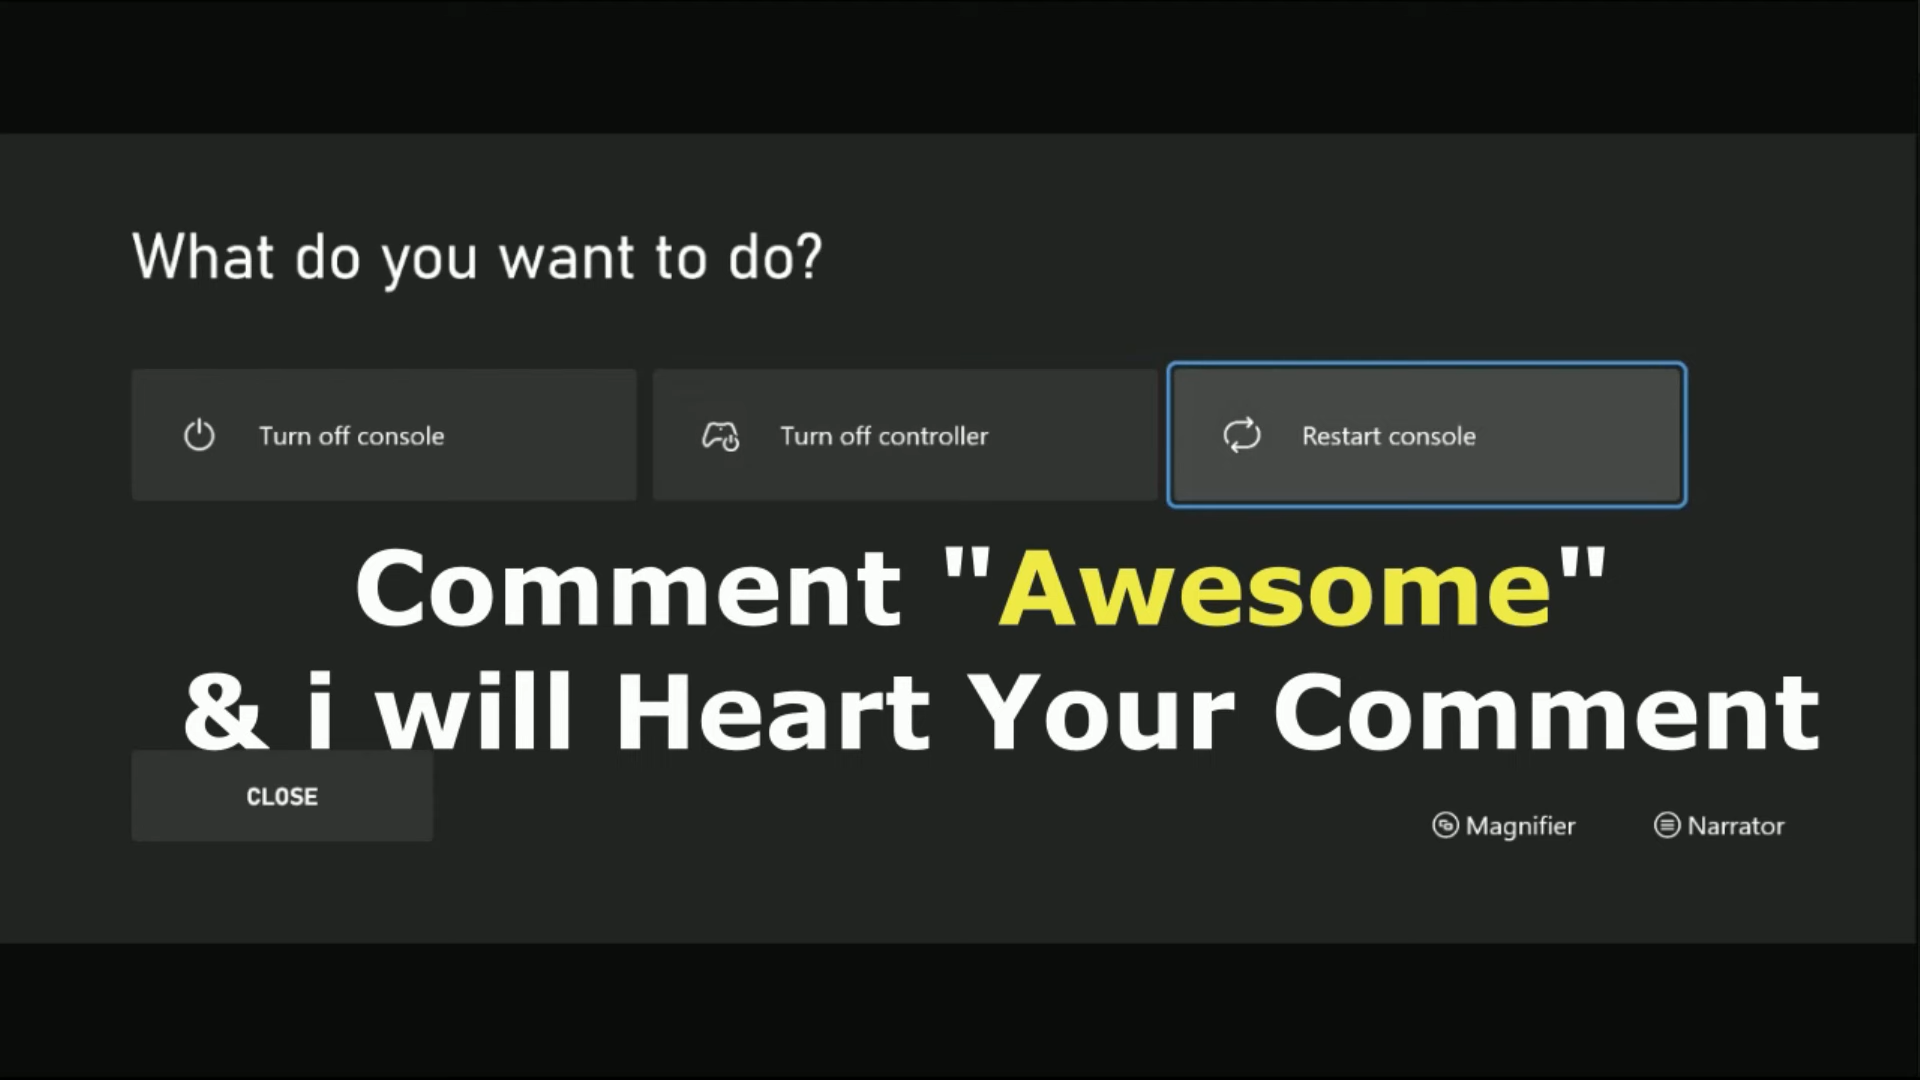 What do you want to do?
Turn off console
Turn off controller
Restart console
Comment "Awesome"
& i will Heart Your Comment
CLOSE
Magnifier
Narrator